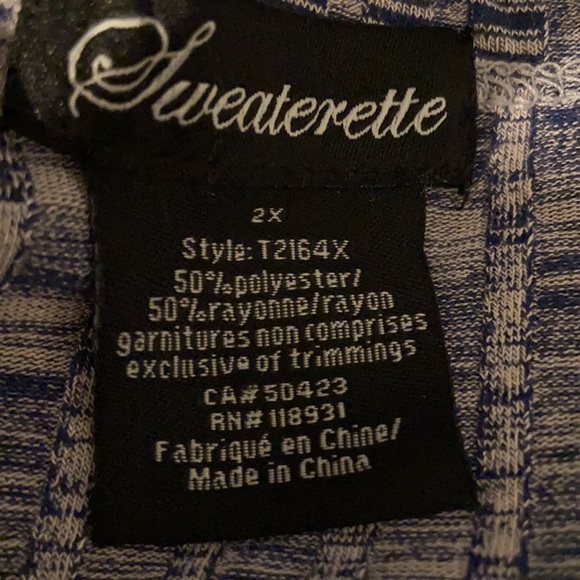 Sweaterette
2X
Style: T2164X
50% polyester/
50% rayonne/rayon
garnitures non comprises
exclusive of trimmings
CA# 50423
RN# 118931
Fabriqué en Chine/
Made in China